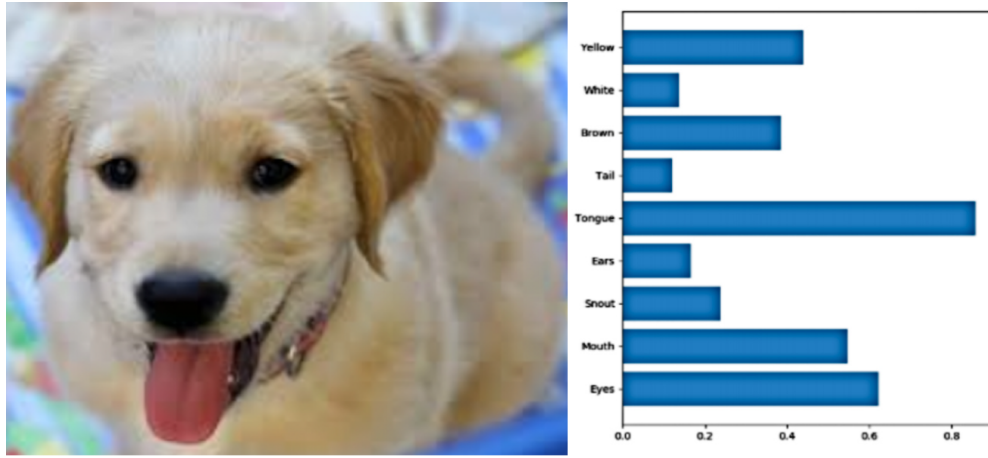 Yellow
White
Brown
Tail
Tongue
Ears
Snout
Mouth
Eyes
0.0 0.2 0.4 0.6 0.8